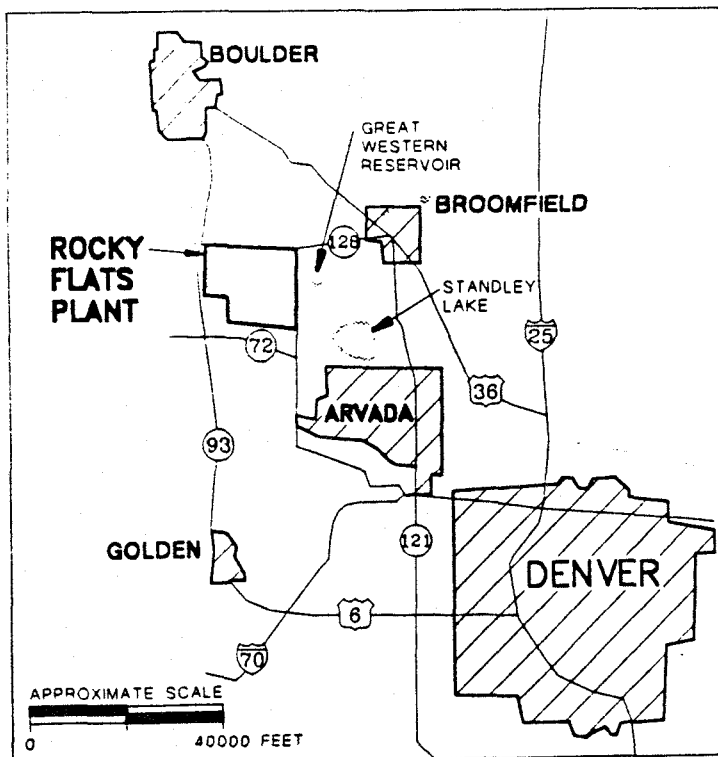 BOULDER
GREAT
WESTERN
RESERVOIR
BROOMFIELD
128
ROCKY
FLATS
PLANT
STANDLEY
LAKE
72
25
36
ARVADA
93
GOLDEN
121
DENVER
6
70
APPROXIMATE SCALE
0 40000 FEET